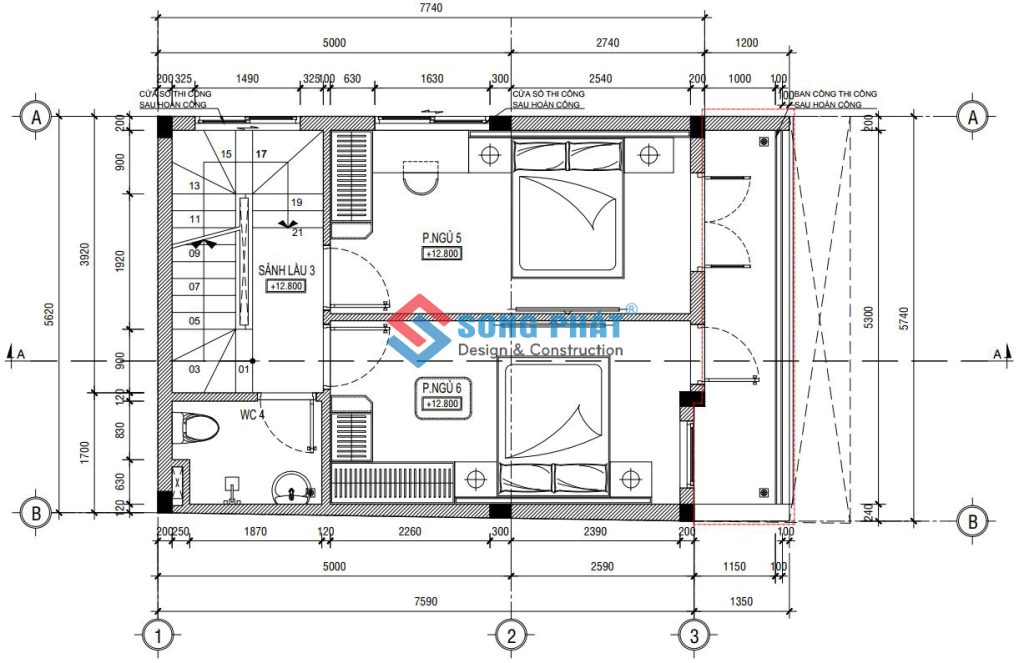 7740
5000 2740 1200
200 325 1490 325 100 630 1630 300 2540 200 1000 100
100
CỬA SỔ THI CÔNG
SAU HOÀN CÔNG
CỬA SỔ THI CÔNG
SAU HOÀN CÔNG
BAN CÔNG THI CÔNG
SAU HOÀN CÔNG
A
A
200
900
3920
1920
5620
900
120
830
1700
630
120
200
5300
5740
240
15 17
13
19
11
21
09
07
05
03 01
SẢNH LẦU 3
+12.800
P.NGỦ 5
+12.800
SONG PHÁT ®
Design & Construction
A
A
P.NGỦ 6
+12.800
WC 4
B
B
200 250 1870 120 2260 300 2390 200 100
5000 2590 1150 100
7590 1350
1 2 3